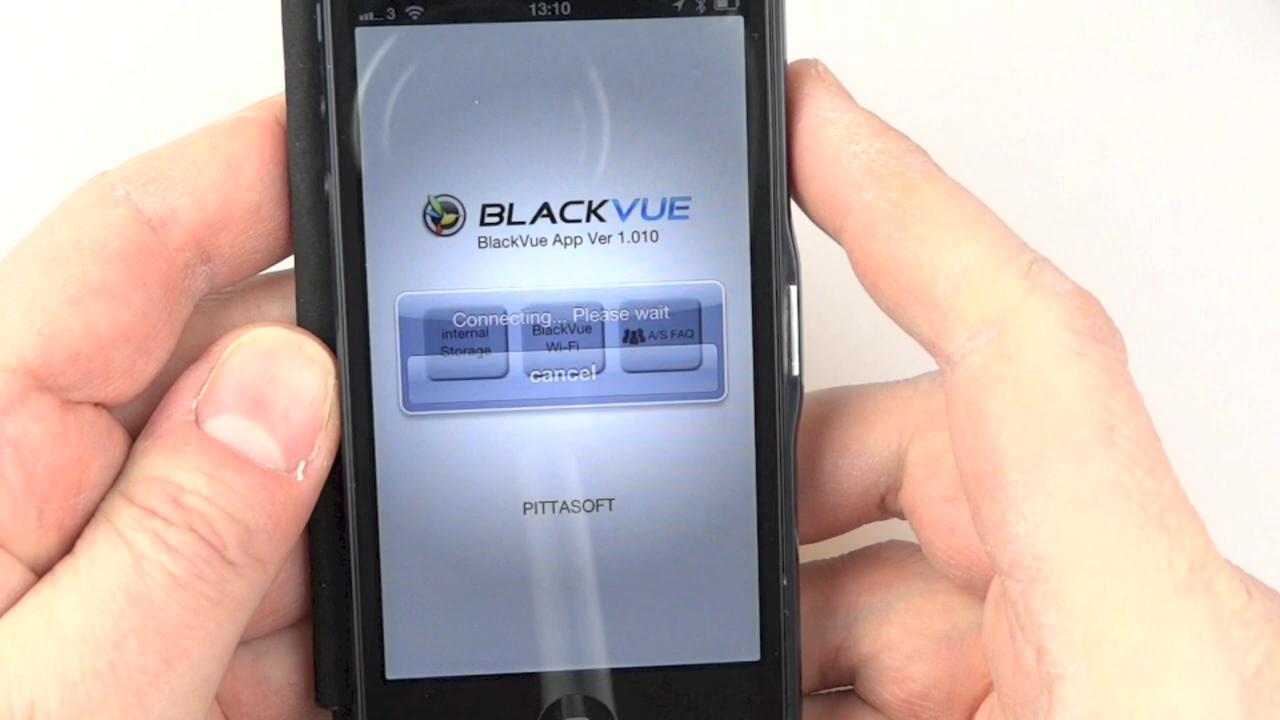 3 13:10
BLACKVUE
BlackVue App Ver 1.010
Connecting... Please wait
internal
Storage
BlackVue
Wi-Fi
A/S FAQ
cancel
PITTASOFT